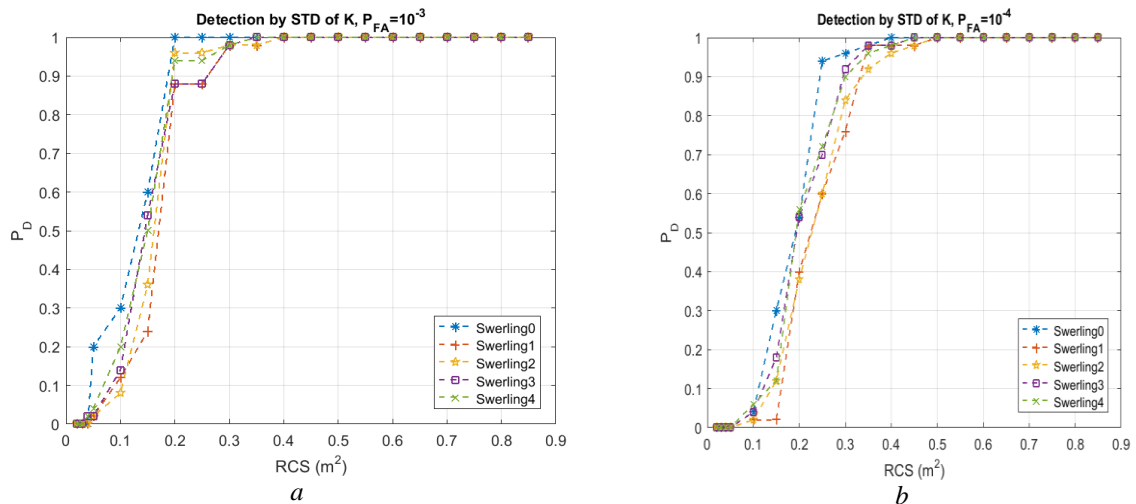 Detection by STD of K, P_FA=10^-3
1
0.9
0.8
0.7
0.6
0.5
0.4
0.3
0.2
0.1
0
P_D
Swerling0
Swerling1
Swerling2
Swerling3
Swerling4
0 0.1 0.2 0.3 0.4 0.5 0.6 0.7 0.8 0.9
RCS (m^2)
a
Detection by STD of K, P_FA=10^-4
1
0.9
0.8
0.7
0.6
0.5
0.4
0.3
0.2
0.1
0
P_D
Swerling0
Swerling1
Swerling2
Swerling3
Swerling4
0 0.1 0.2 0.3 0.4 0.5 0.6 0.7 0.8 0.9
RCS (m^2)
b